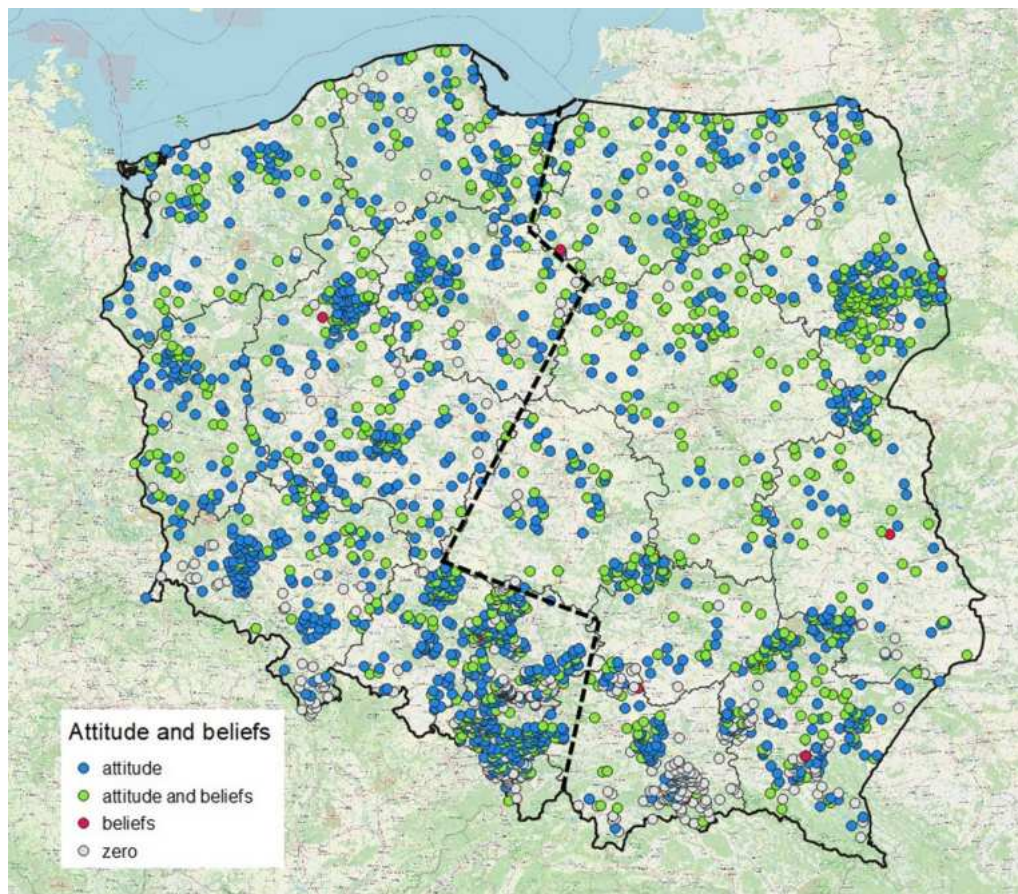 Attitude and beliefs
attitude
attitude and beliefs
beliefs
zero